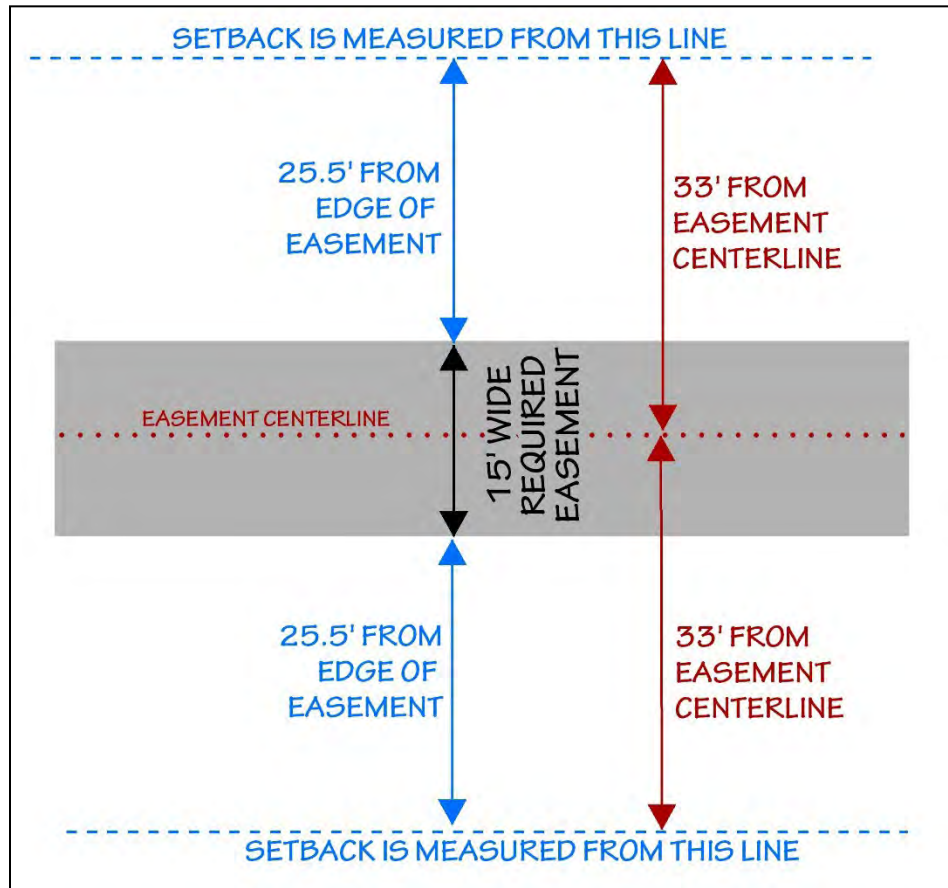 SETBACK IS MEASURED FROM THIS LINE
25.5' FROM
EDGE OF
EASEMENT
33' FROM
EASEMENT
CENTERLINE
EASEMENT CENTERLINE
15' WIDE
REQUIRED
EASEMENT
25.5' FROM
EDGE OF
EASEMENT
33' FROM
EASEMENT
CENTERLINE
SETBACK IS MEASURED FROM THIS LINE